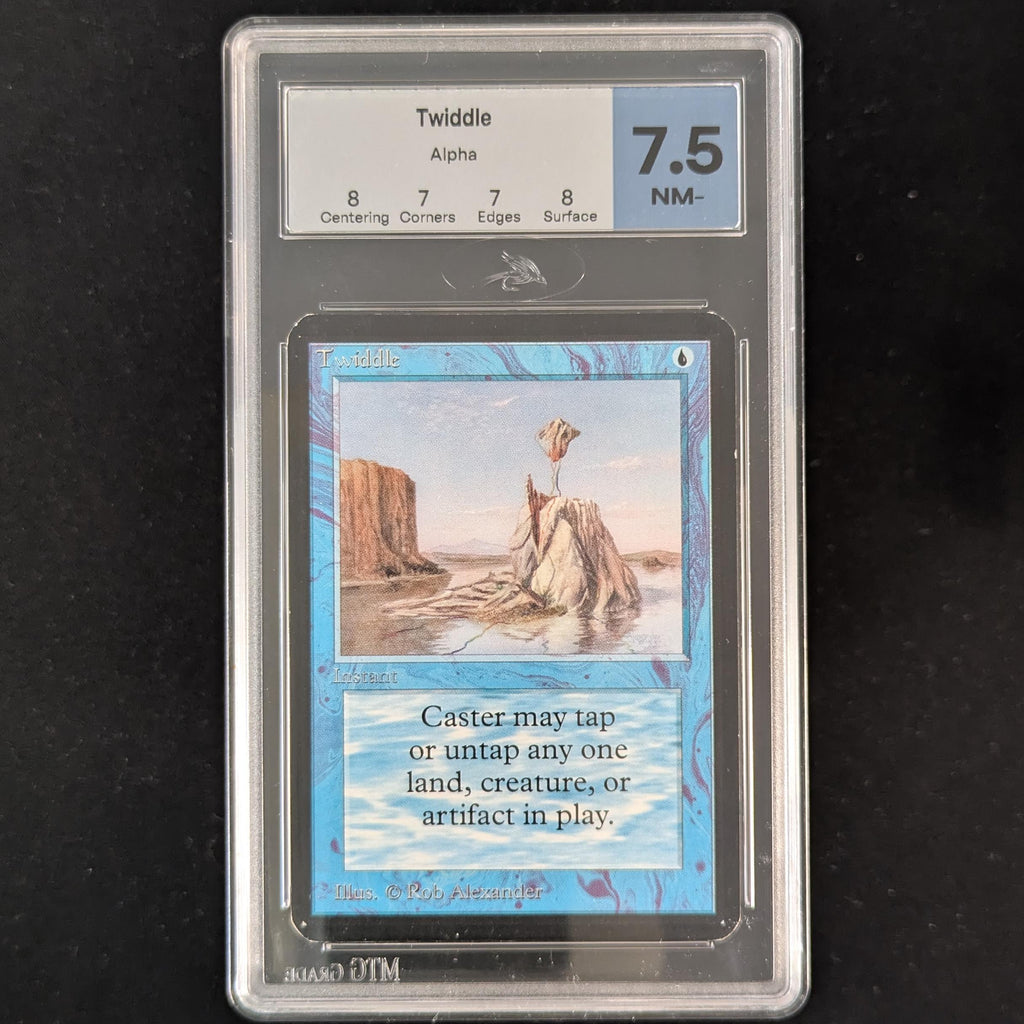 Twiddle
Alpha
7.5
NM-
8 7 7 8
Centering Corners Edges Surface
Twiddle
Instant
Caster may tap
or untap any one
land, creature, or
artifact in play.
Illus. © Rob Alexander
MTG GRADE